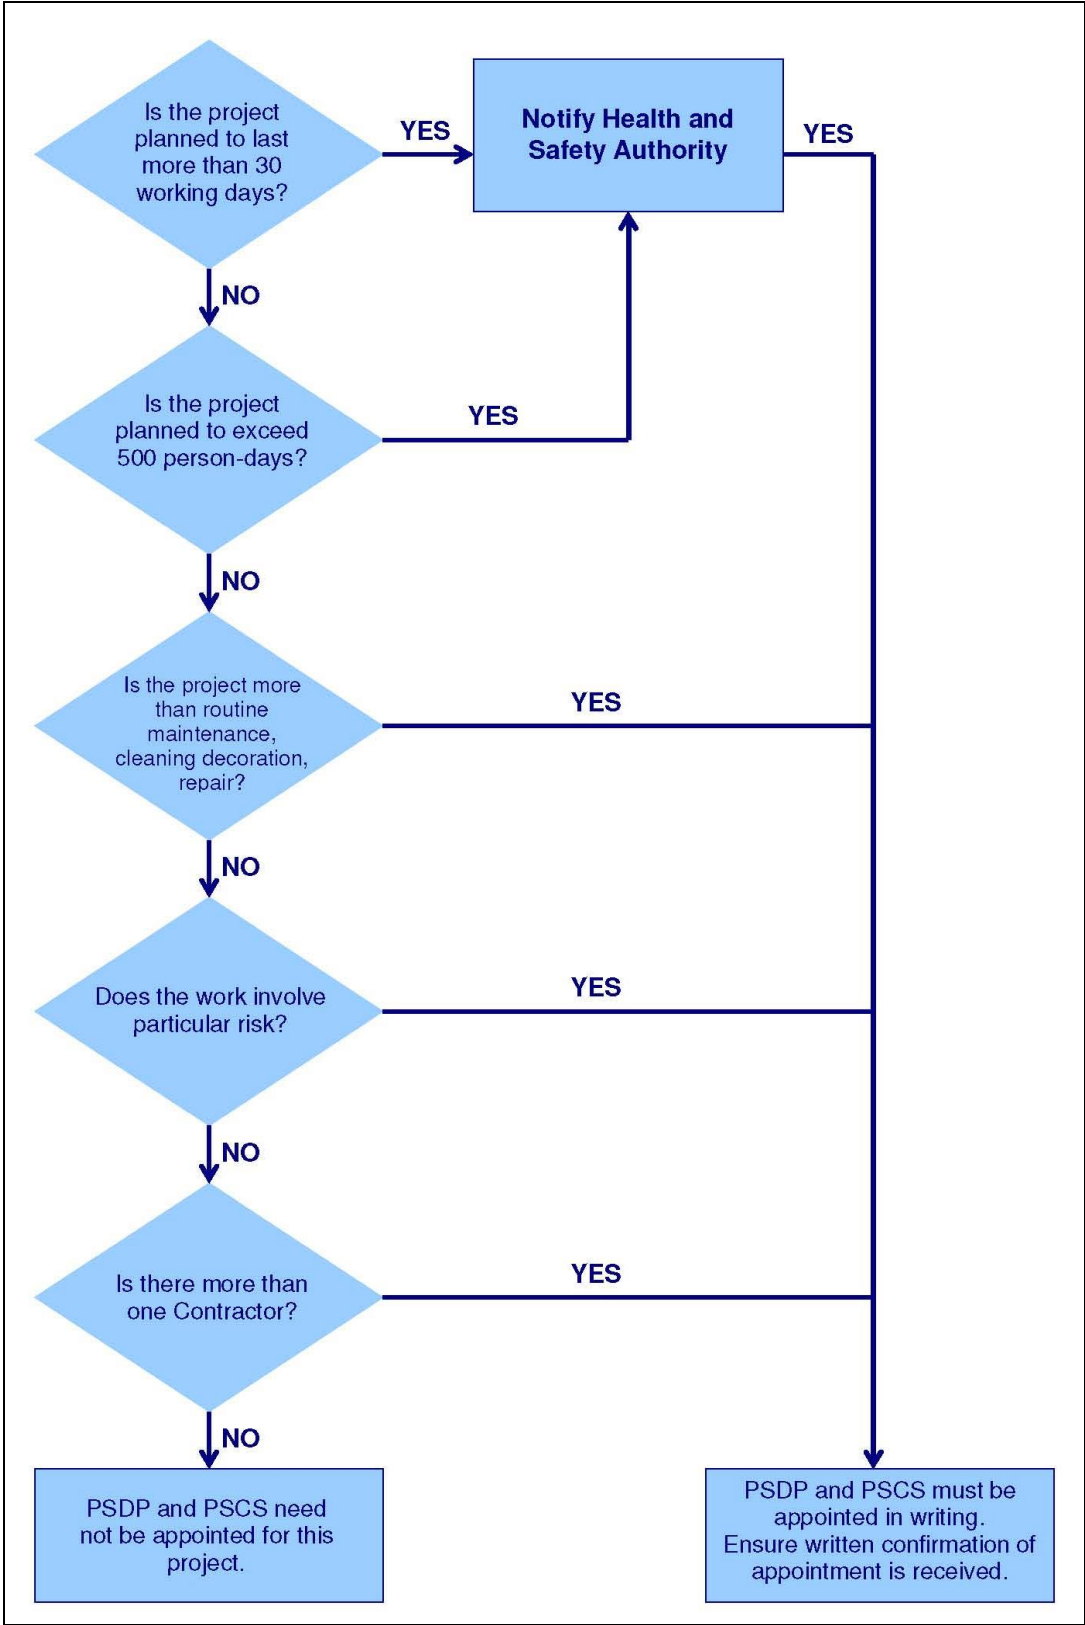 Is the project
planned to last
more than 30
working days?
YES
Notify Health and
Safety Authority
YES
NO
Is the project
planned to exceed
500 person-days?
YES
NO
Is the project more
than routine
maintenance,
cleaning decoration,
repair?
YES
NO
Does the work involve
particular risk?
YES
NO
Is there more than
one Contractor?
YES
NO
PSDP and PSCS need
not be appointed for this
project.
PSDP and PSCS must be
appointed in writing.
Ensure written confirmation of
appointment is received.